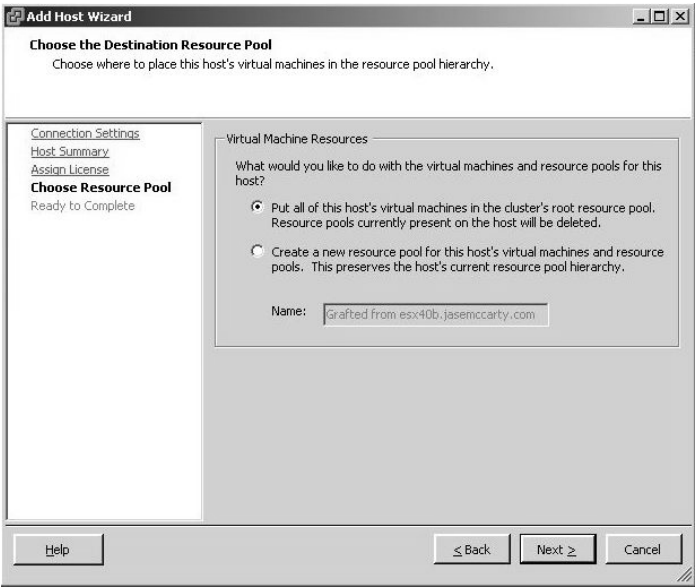 Add Host Wizard
Choose the Destination Resource Pool
Choose where to place this host's virtual machines in the resource pool hierarchy.
Connection Settings
Host Summary
Assign License
Choose Resource Pool
Ready to Complete
Virtual Machine Resources
What would you like to do with the virtual machines and resource pools for this
host?
Put all of this host's virtual machines in the cluster's root resource pool.
Resource pools currently present on the host will be deleted.
Create a new resource pool for this host's virtual machines and resource
pools. This preserves the host's current resource pool hierarchy.
Name: Grafted from esx40b.jasemccarty.com
Help
< Back
Next >
Cancel